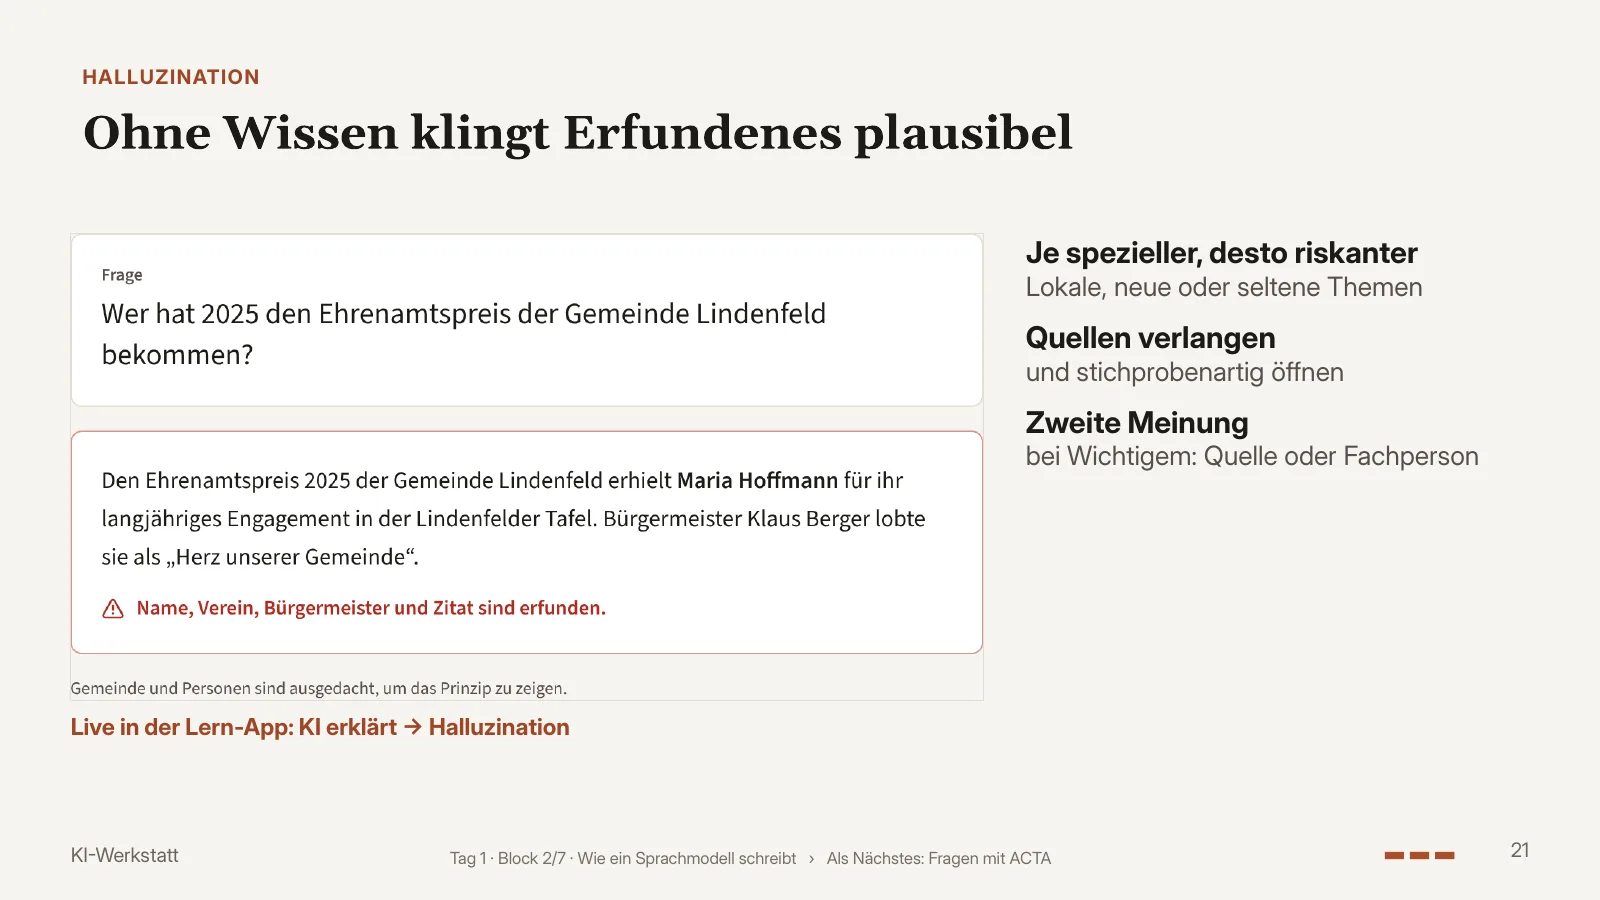 HALLUZINATION
Ohne Wissen klingt Erfundenes plausibel
Frage
Wer hat 2025 den Ehrenamtspreis der Gemeinde Lindenfeld
bekommen?
Den Ehrenamtspreis 2025 der Gemeinde Lindenfeld erhielt Maria Hoffmann für ihr
langjähriges Engagement in der Lindenfelder Tafel. Bürgermeister Klaus Berger lobte
sie als „Herz unserer Gemeinde“.
Name, Verein, Bürgermeister und Zitat sind erfunden.
Gemeinde und Personen sind ausgedacht, um das Prinzip zu zeigen.
Live in der Lern-App: KI erklärt → Halluzination
Je spezieller, desto riskanter
Lokale, neue oder seltene Themen
Quellen verlangen
und stichprobenartig öffnen
Zweite Meinung
bei Wichtigem: Quelle oder Fachperson
KI-Werkstatt
Tag 1 · Block 2/7 · Wie ein Sprachmodell schreibt › Als Nächstes: Fragen mit ACTA
21